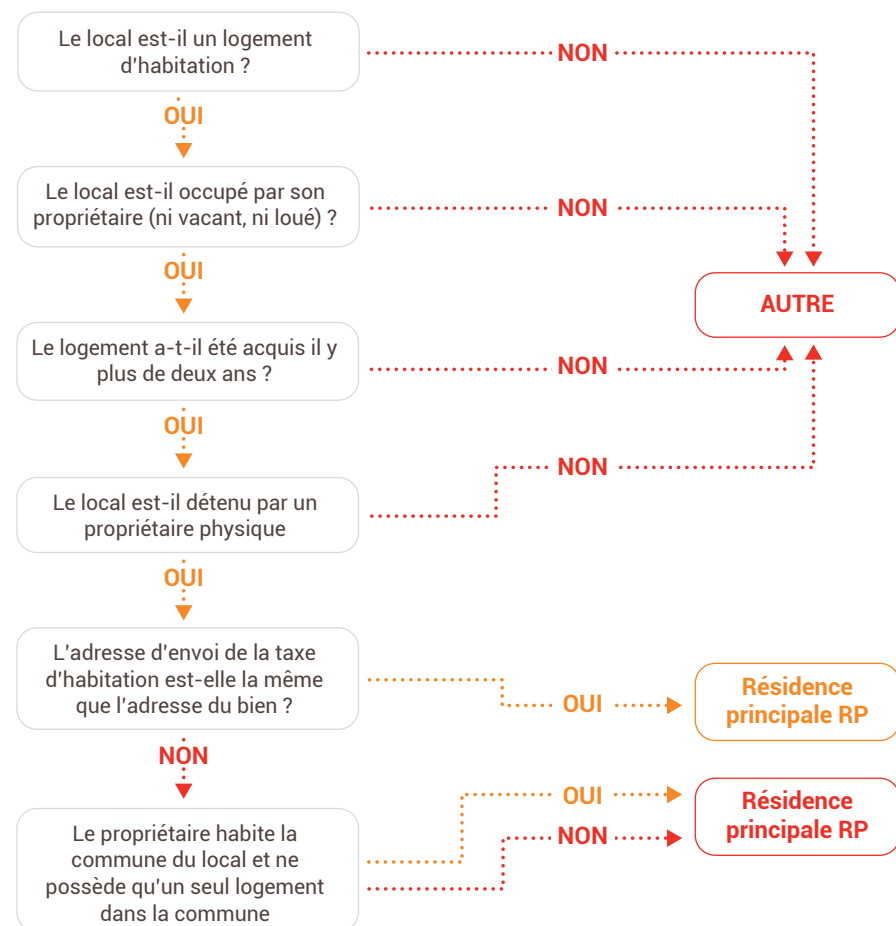 Le local est-il un logement
d'habitation ?
NON
OUI
Le local est-il occupé par son
propriétaire (ni vacant, ni loué) ?
NON
OUI
AUTRE
Le logement a-t-il été acquis il y
plus de deux ans ?
NON
OUI
NON
Le local est-il détenu par un
propriétaire physique
OUI
L'adresse d'envoi de la taxe
d'habitation est-elle la même
que l'adresse du bien ?
OUI
Résidence
principale RP
NON
Le propriétaire habite la
commune du local et ne
possède qu'un seul logement
dans la commune
OUI
NON
Résidence
principale RP